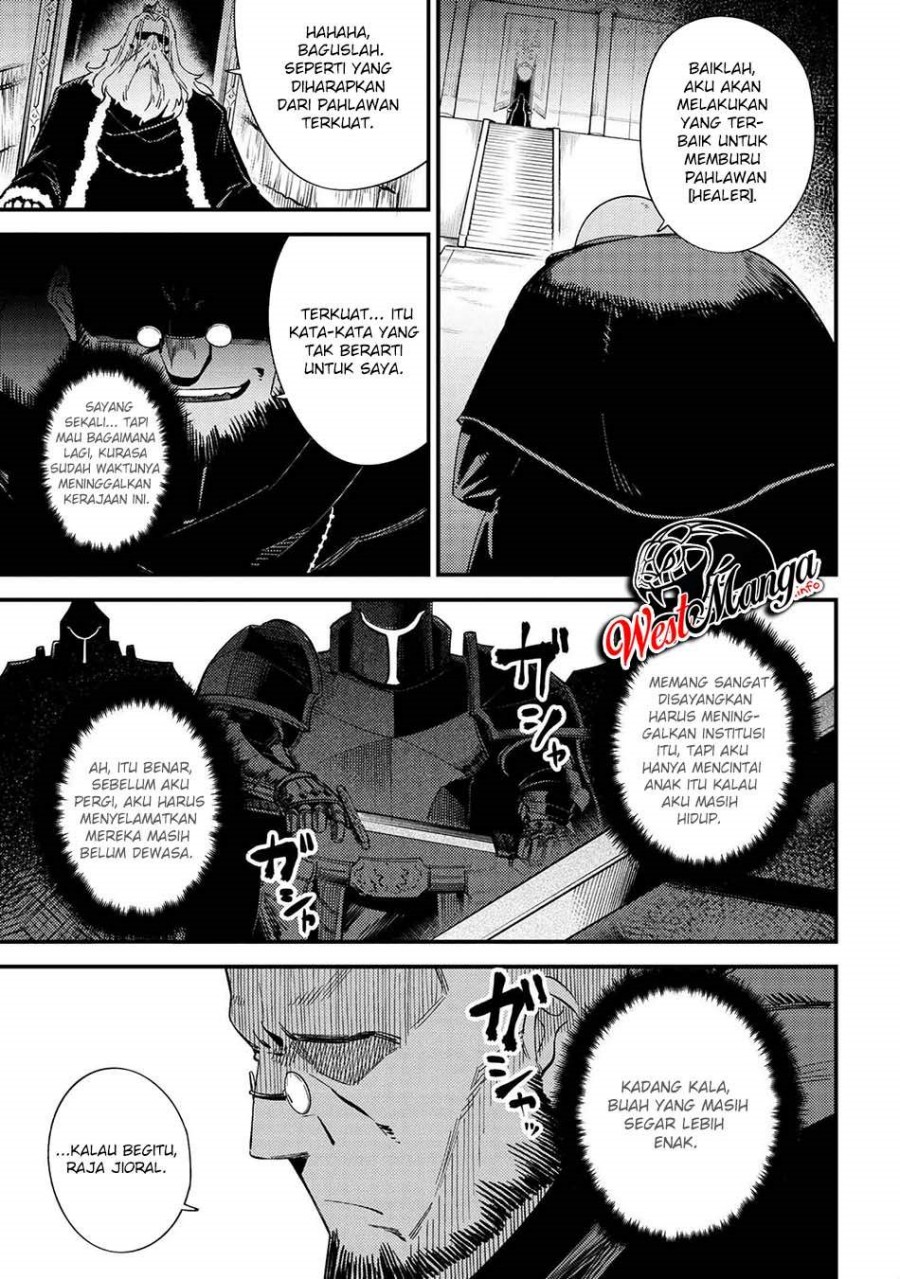 BAIKLAH,
AKU AKAN
MELAKUKAN
YANG TER-
BAIK UNTUK
MEMBURU
PAHLAWAN
[HEALER].
HAHAHA,
BAGUSLAH.
SEPERTI YANG
DIHARAPKAN
DARI PAHLAWAN
TERKUAT.
TERKUAT... ITU
KATA-KATA YANG
TAK BERARTI
UNTUK SAYA.
SAYANG
SEKALI... TAPI
MAU BAGAIMANA
LAGI, KURASA
SUDAH WAKTUNYA
MENINGGALKAN
KERAJAAN INI.
WestManga
.info
MEMANG SANGAT
DISAYANGKAN
HARUS MENING-
GALKAN INSTITUSI
ITU, TAPI AKU
HANYA MENCINTAI
ANAK ITU KALAU
AKU MASIH
HIDUP.
ガシャ
AH, ITU BENAR,
SEBELUM AKU
PERGI, AKU HARUS
MENYELAMATKAN
MEREKA MASIH
BELUM DEWASA.
ガシャ
KADANG KALA,
BUAH YANG MASIH
SEGAR LEBIH
ENAK.
ガシャッ
...KALAU BEGITU,
RAJA JIORAL.